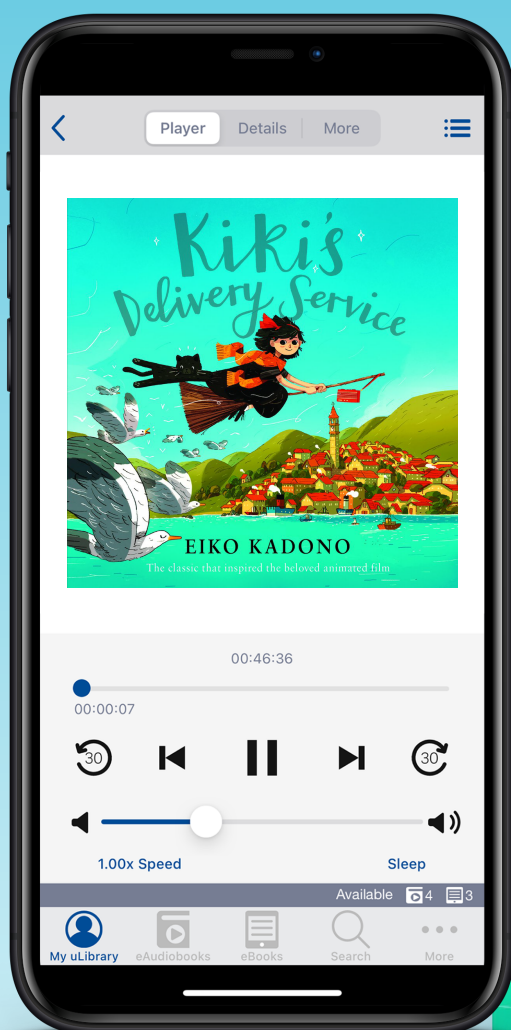 Player Details More
Kiki's
Delivery Service
EIKO KADONO
The classic that inspired the beloved animated film
00:46:36
00:00:07
30 30
1.00x Speed Sleep
Available 4 3
My uLibrary eAudiobooks eBooks Search More